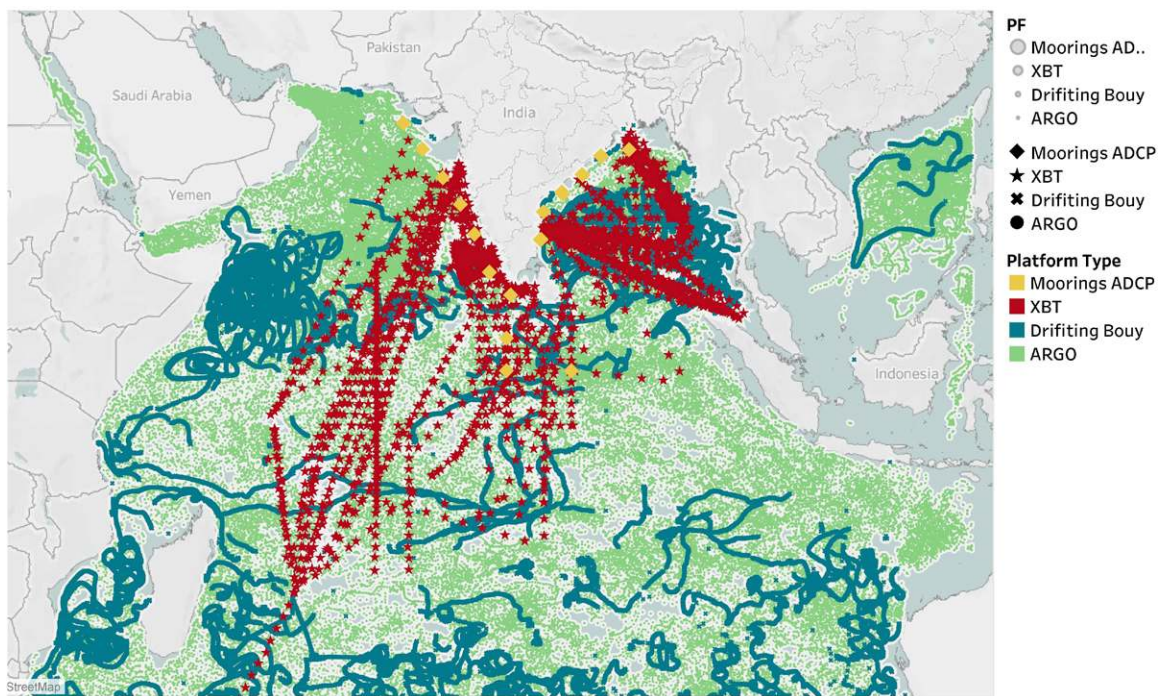 Pakistan
Saudi Arabia
India
Yemen
Indonesia
StreetMap
PF
Moorings AD..
XBT
Drifiting Bouy
ARGO
Moorings ADCP
XBT
Drifiting Bouy
ARGO
Platform Type
Moorings ADCP
XBT
Drifiting Bouy
ARGO